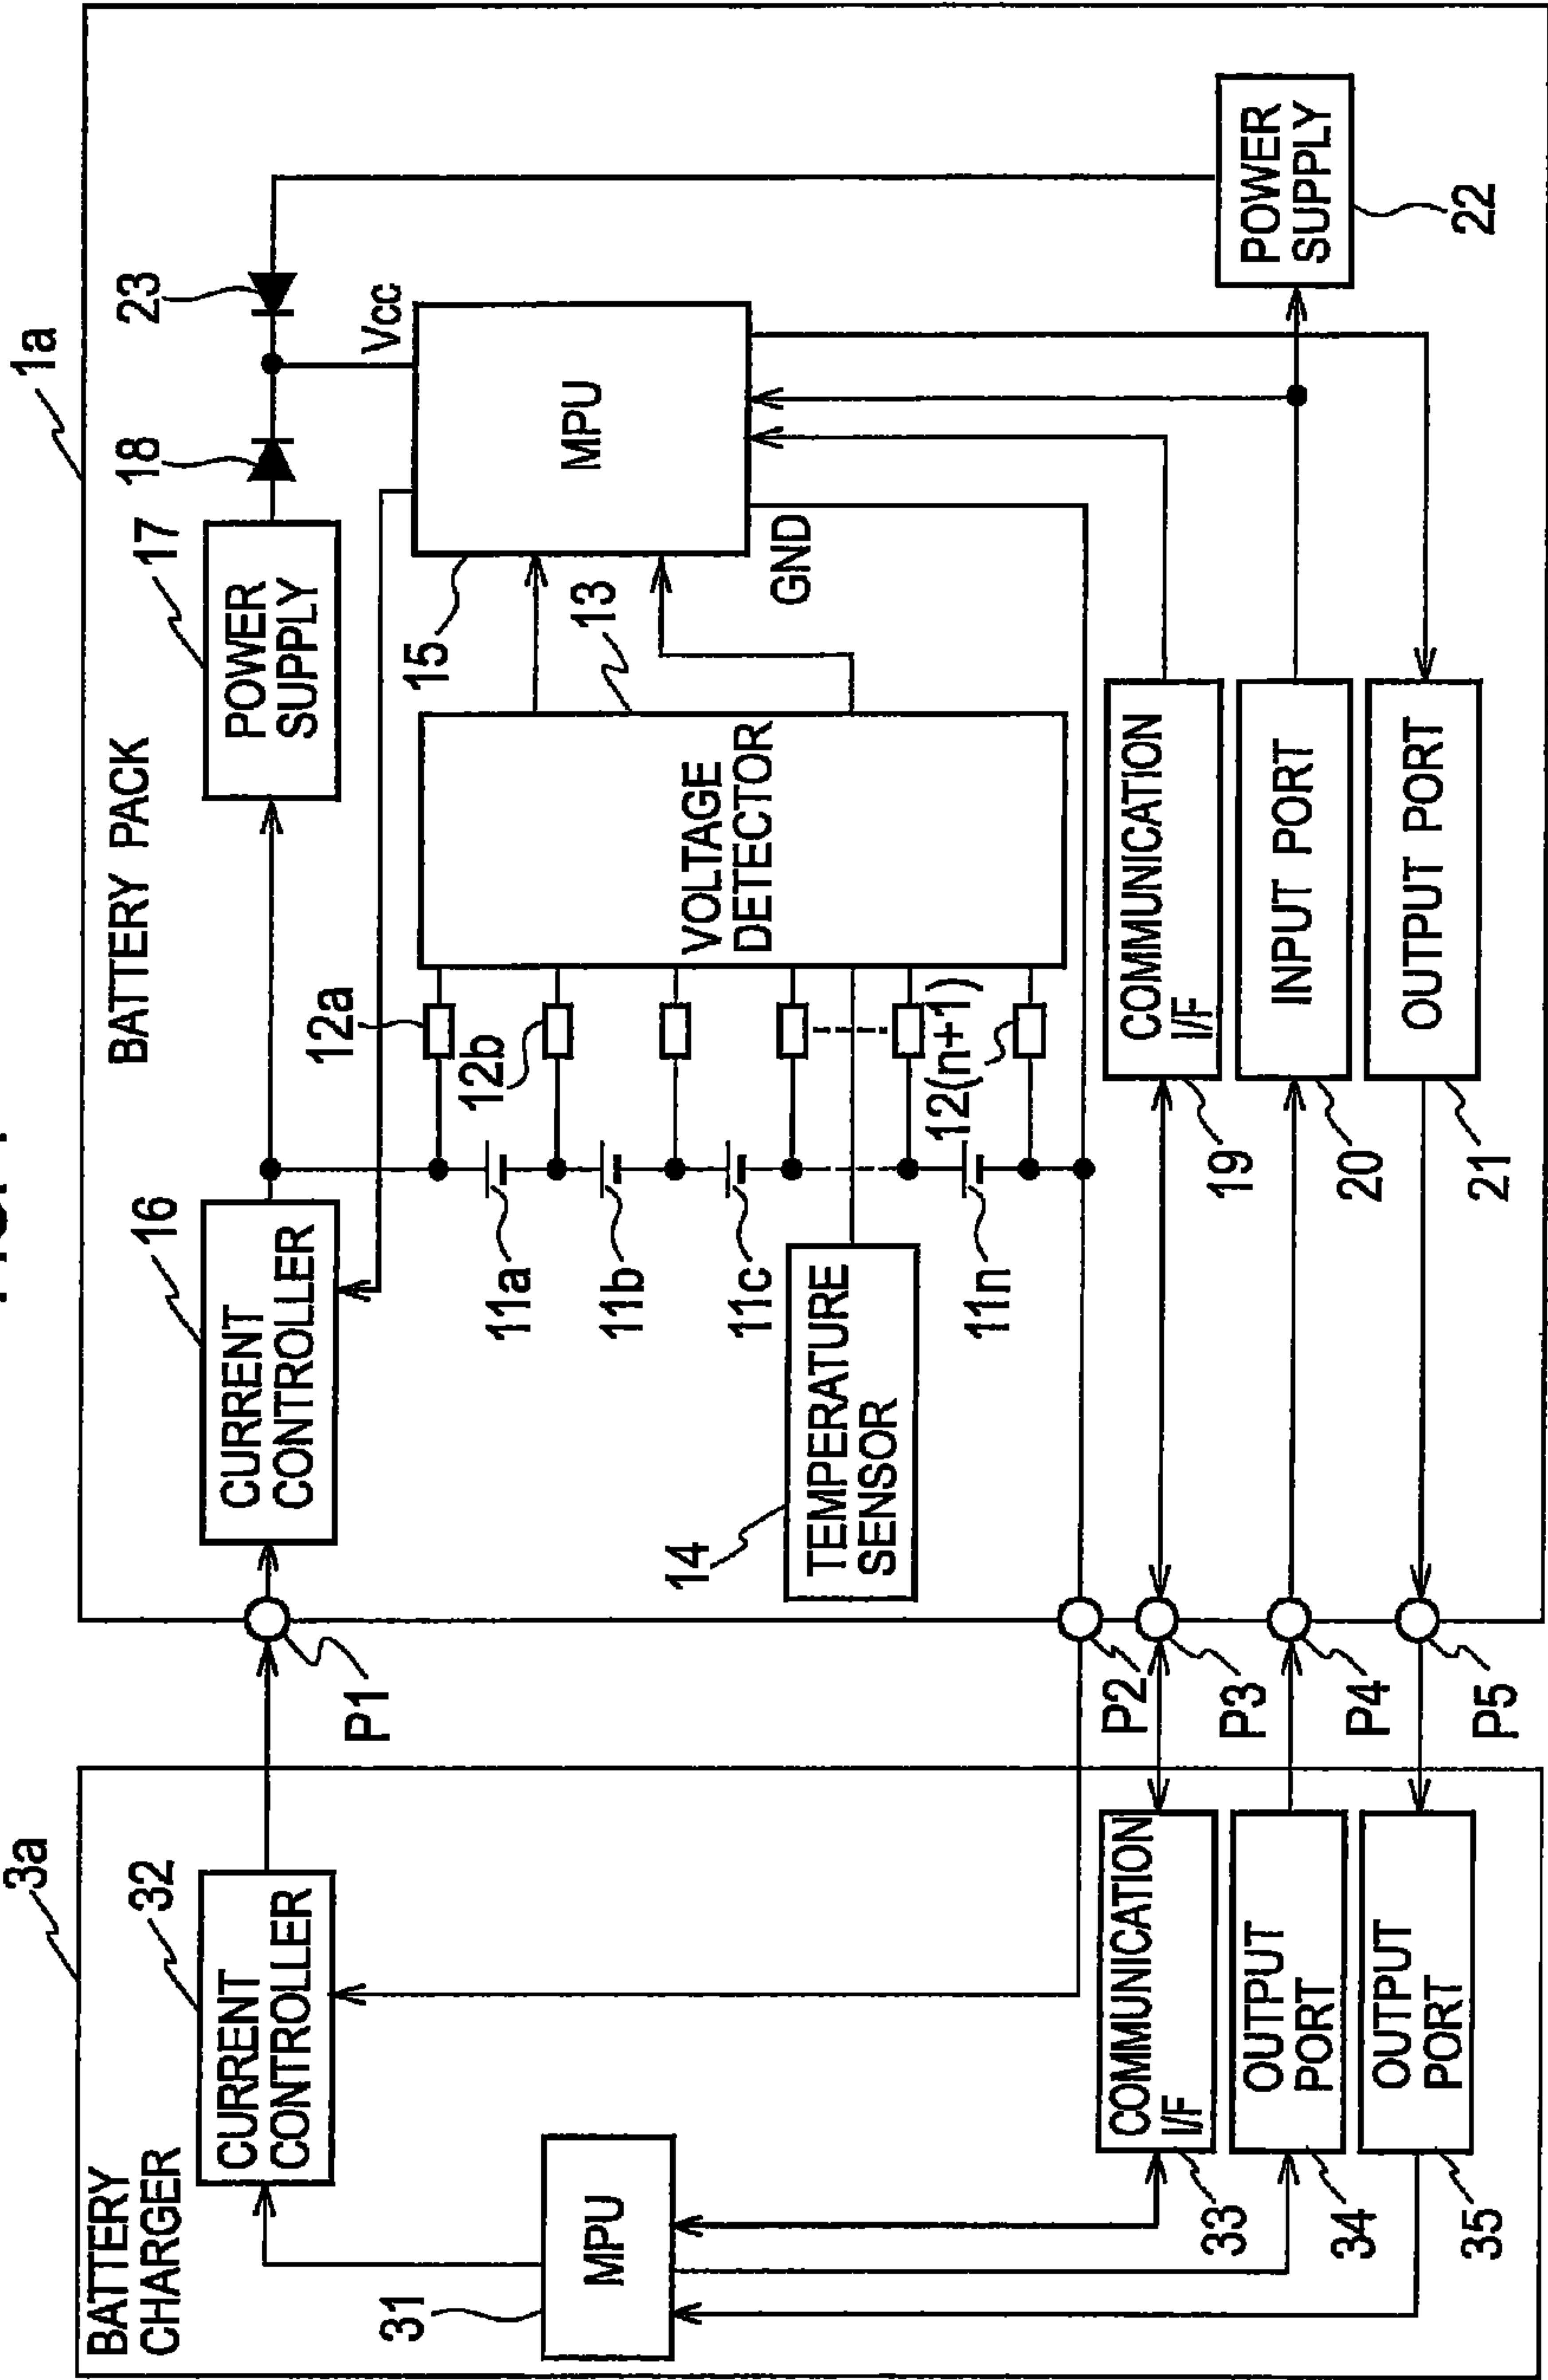 3a
1a
BATTERY
CHARGER
BATTERY PACK
32
CURRENT
CONTROLLER
P1
16
CURRENT
CONTROLLER
17
POWER
SUPPLY
18
23
Vcc
31
MPU
12a
12b
12(n+1)
11a
11b
11c
11n
14
TEMPERATURE
SENSOR
VOLTAGE
DETECTOR
13
15
MPU
GND
P2
P3
P4
P5
COMMUNICATION
I/F
33
OUTPUT
PORT
34
OUTPUT
PORT
35
COMMUNICATION
I/F
19
INPUT PORT
20
OUTPUT PORT
21
POWER
SUPPLY
22